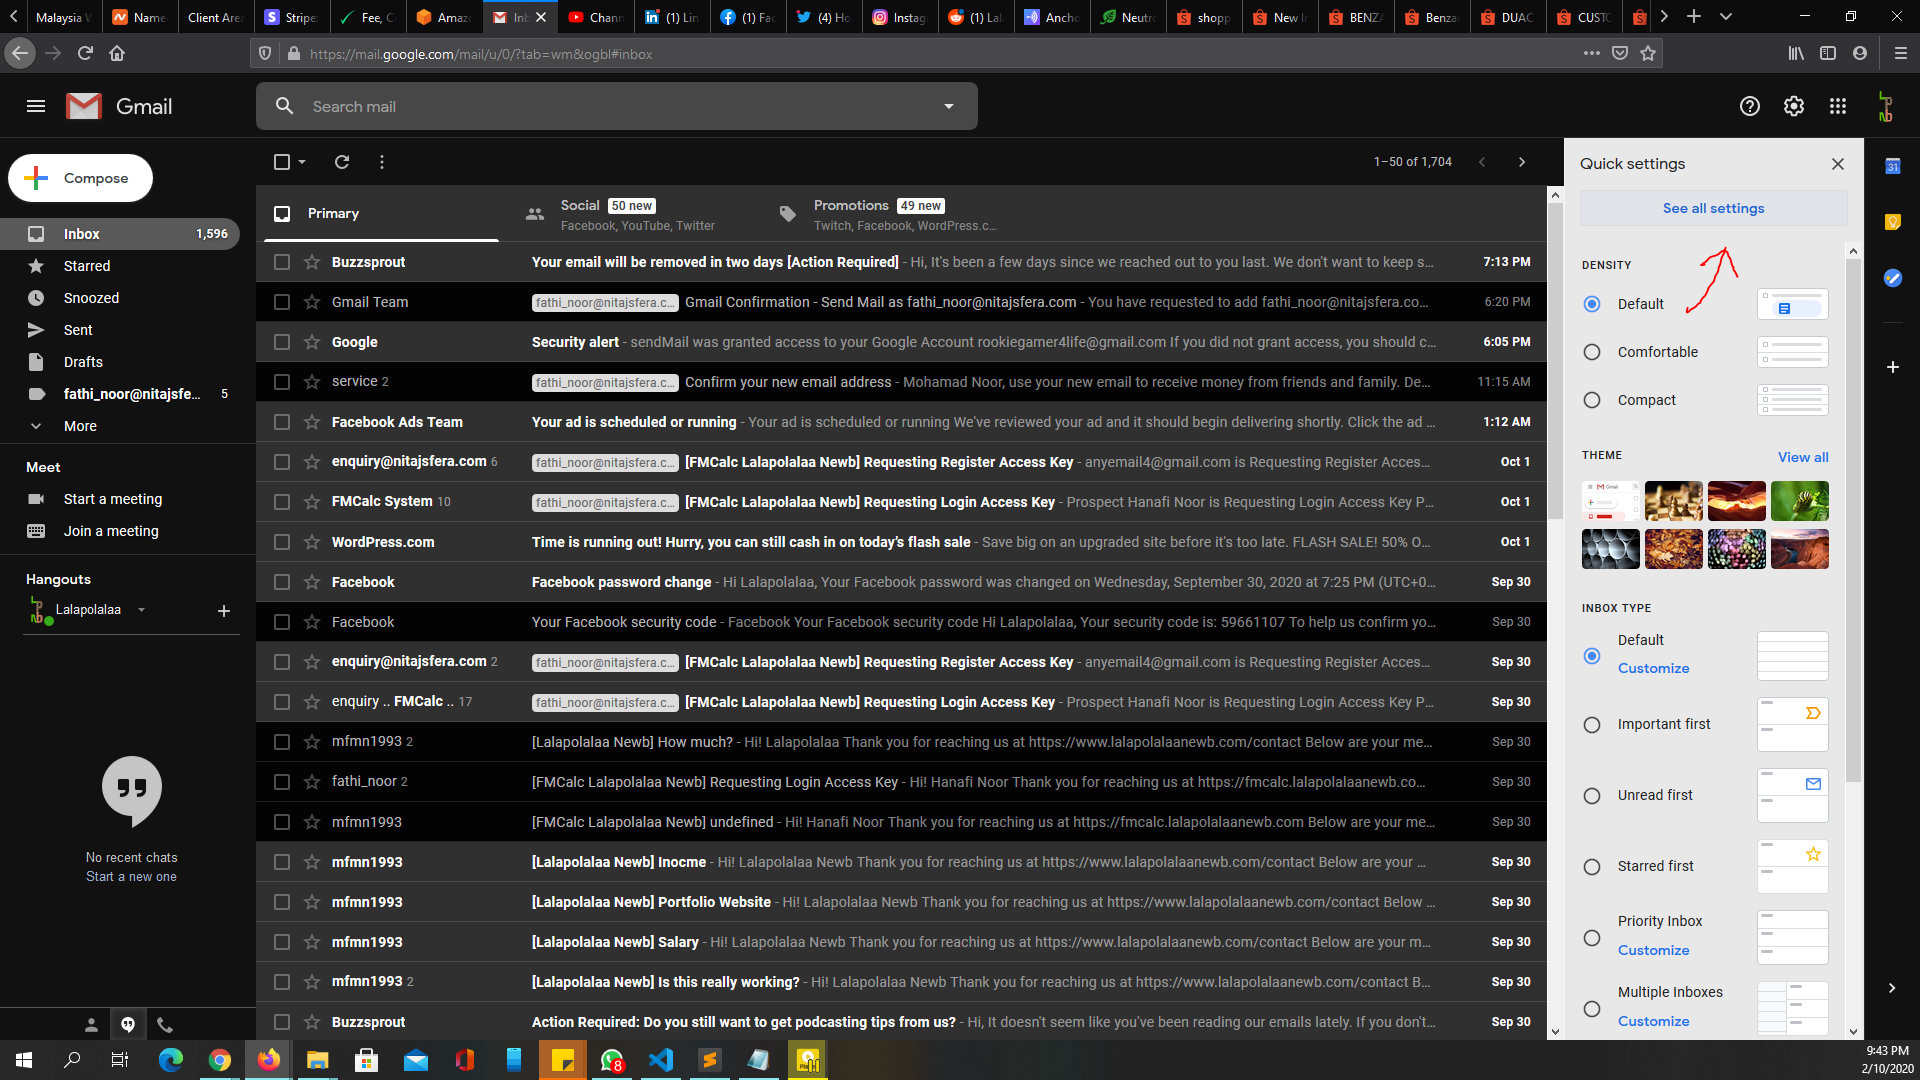 Malaysia W
Name
Client Area
Stripe:
Fee, C
Amazo
Inb
Chann
(1) Lin
(1) Fac
(4) Ho
Instag
(1) Lal
Ancho
Neutro
shopp
New Ir
BENZA
Benzac
DUAC
CUSTO
https://mail.google.com/mail/u/0/?tab=wm&ogbl#inbox
Gmail
Search mail
Compose
1–50 of 1,704
Inbox 1,596
Starred
Snoozed
Sent
Drafts
fathi_noor@nitajsfe... 5
More
Meet
Start a meeting
Join a meeting
Hangouts
Lalapolalaa
No recent chats
Start a new one
Primary
Social 50 new
Facebook, YouTube, Twitter
Promotions 49 new
Twitch, Facebook, WordPress.c...
Buzzsprout Your email will be removed in two days [Action Required] - Hi, It's been a few days since we reached out to you last. We don't want to keep s... 7:13 PM
Gmail Team fathi_noor@nitajsfera.c... Gmail Confirmation - Send Mail as fathi_noor@nitajsfera.com - You have requested to add fathi_noor@nitajsfera.co... 6:20 PM
Google Security alert - sendMail was granted access to your Google Account rookiegamer4life@gmail.com If you did not grant access, you should c... 6:05 PM
service 2 fathi_noor@nitajsfera.c... Confirm your new email address - Mohamad Noor, use your new email to receive money from friends and family. De... 11:15 AM
Facebook Ads Team Your ad is scheduled or running - Your ad is scheduled or running We've reviewed your ad and it should begin delivering shortly. Click the ad ... 1:12 AM
enquiry@nitajsfera.com 6 fathi_noor@nitajsfera.c... [FMCalc Lalapolalaa Newb] Requesting Register Access Key - anyemail4@gmail.com is Requesting Register Acces... Oct 1
FMCalc System 10 fathi_noor@nitajsfera.c... [FMCalc Lalapolalaa Newb] Requesting Login Access Key - Prospect Hanafi Noor is Requesting Login Access Key P... Oct 1
WordPress.com Time is running out! Hurry, you can still cash in on today's flash sale - Save big on an upgraded site before it's too late. FLASH SALE! 50% O... Oct 1
Facebook Facebook password change - Hi Lalapolalaa, Your Facebook password was changed on Wednesday, September 30, 2020 at 7:25 PM (UTC+0... Sep 30
Facebook Your Facebook security code - Facebook Your Facebook security code Hi Lalapolalaa, Your security code is: 59661107 To help us confirm yo... Sep 30
enquiry@nitajsfera.com 2 fathi_noor@nitajsfera.c... [FMCalc Lalapolalaa Newb] Requesting Register Access Key - anyemail4@gmail.com is Requesting Register Acces... Sep 30
enquiry .. FMCalc .. 17 fathi_noor@nitajsfera.c... [FMCalc Lalapolalaa Newb] Requesting Login Access Key - Prospect Hanafi Noor is Requesting Login Access Key P... Sep 30
mfmn1993 2 [Lalapolalaa Newb] How much? - Hi! Lalapolalaa Thank you for reaching us at https://www.lalapolalaanewb.com/contact Below are your me... Sep 30
fathi_noor 2 [FMCalc Lalapolalaa Newb] Requesting Login Access Key - Hi! Hanafi Noor Thank you for reaching us at https://fmcalc.lalapolalaanewb.co... Sep 30
mfmn1993 [FMCalc Lalapolalaa Newb] undefined - Hi! Hanafi Noor Thank you for reaching us at https://fmcalc.lalapolalaanewb.com Below are your me... Sep 30
mfmn1993 [Lalapolalaa Newb] Inocme - Hi! Lalapolalaa Newb Thank you for reaching us at https://www.lalapolalaanewb.com/contact Below are your ... Sep 30
mfmn1993 [Lalapolalaa Newb] Portfolio Website - Hi! Lalapolalaa Newb Thank you for reaching us at https://www.lalapolalaanewb.com/contact Below ... Sep 30
mfmn1993 [Lalapolalaa Newb] Salary - Hi! Lalapolalaa Newb Thank you for reaching us at https://www.lalapolalaanewb.com/contact Below are your m... Sep 30
mfmn1993 2 [Lalapolalaa Newb] Is this really working? - Hi! Lalapolalaa Newb Thank you for reaching us at https://www.lalapolalaanewb.com/contact B... Sep 30
Buzzsprout Action Required: Do you still want to get podcasting tips from us? - Hi, It doesn't seem like you've been reading our emails lately. If you don't... Sep 30
Quick settings
See all settings
DENSITY
Default
Comfortable
Compact
THEME View all
Gmail
INBOX TYPE
Default
Customize
Important first
Unread first
Starred first
Priority Inbox
Customize
Multiple Inboxes
Customize
31
8
9:43 PM
2/10/2020